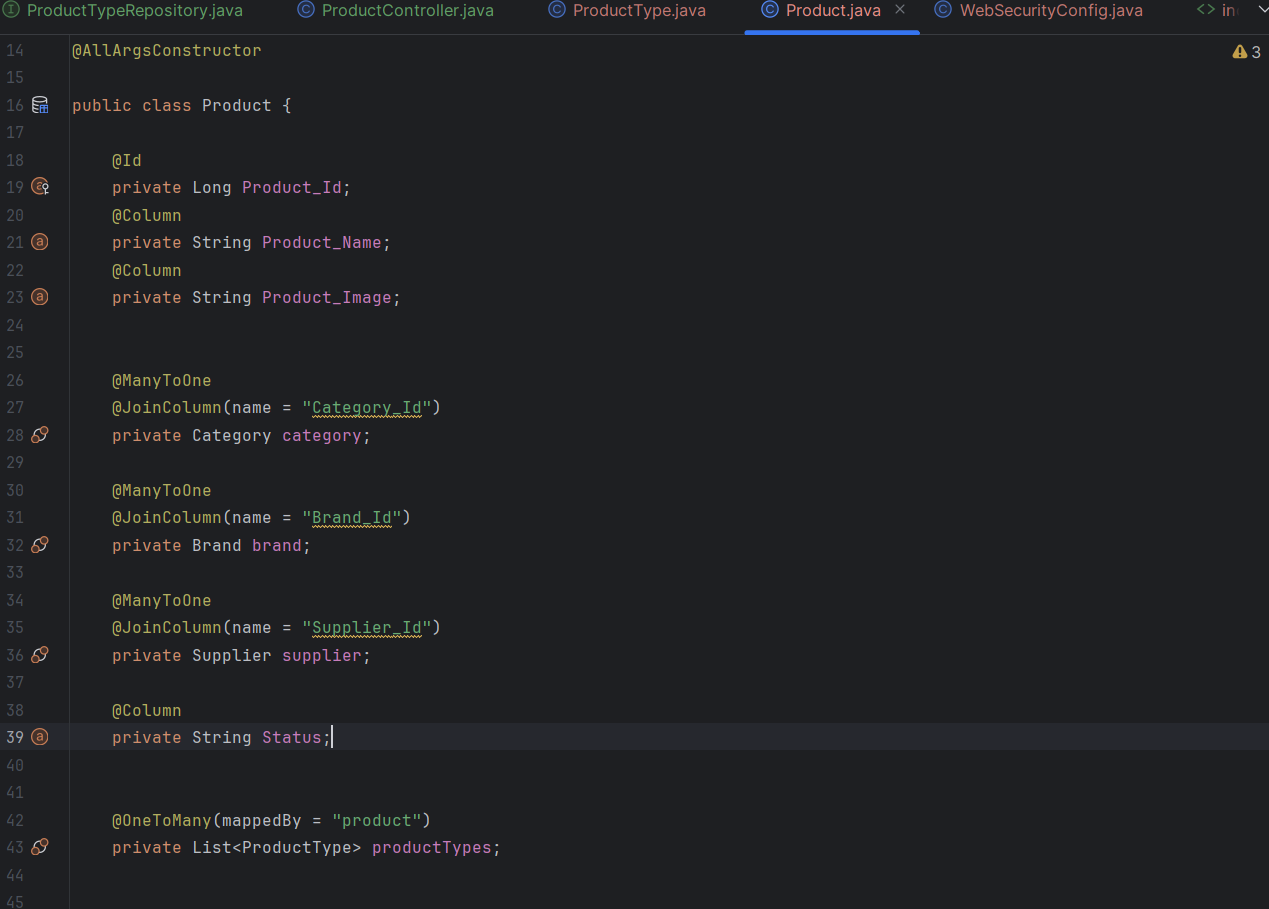 ProductTypeRepository.java ProductController.java ProductType.java Product.java WebSecurityConfig.java
14 @AllArgsConstructor 3
15
16 public class Product {
17
18 @Id
19 private Long Product_Id;
20 @Column
21 private String Product_Name;
22 @Column
23 private String Product_Image;
24
25
26 @ManyToOne
27 @JoinColumn(name = "Category_Id")
28 private Category category;
29
30 @ManyToOne
31 @JoinColumn(name = "Brand_Id")
32 private Brand brand;
33
34 @ManyToOne
35 @JoinColumn(name = "Supplier_Id")
36 private Supplier supplier;
37
38 @Column
39 private String Status;
40
41
42 @OneToMany(mappedBy = "product")
43 private List<ProductType> productTypes;
44
45